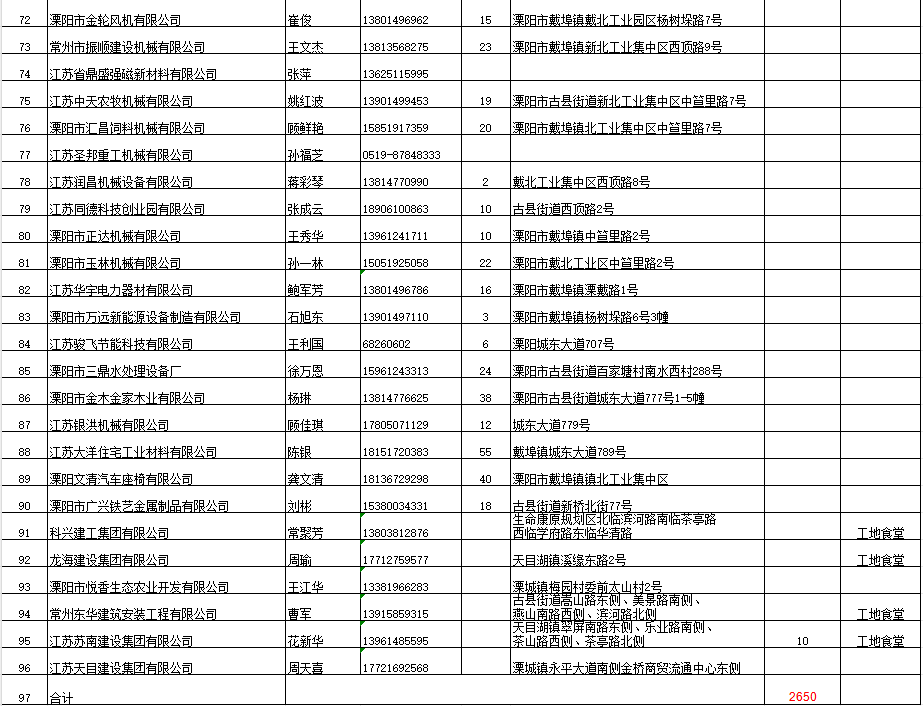 72 溧阳市金轮风机有限公司 崔俊 13801496962 15 溧阳市戴埠镇戴北工业园区杨树垛路7号
73 常州市振顺建设机械有限公司 王文杰 13813568275 23 溧阳市戴埠镇新北工业集中区西顶路9号
74 江苏省鼎盛强磁新材料有限公司 张萍 13625115995
75 江苏中天农牧机械有限公司 姚红波 13901499453 19 溧阳市古县街道新北工业集中区中筥里路7号
76 溧阳市汇昌饲料机械有限公司 顾鲜艳 15851917359 20 溧阳市戴埠镇北工业集中区中筥里路7号
77 江苏圣邦重工机械有限公司 孙福芝 0519-87848333
78 江苏润昌机械设备有限公司 蒋彩琴 13814770990 2 戴北工业集中区西顶路8号
79 江苏同德科技创业园有限公司 张成云 18906100863 10 古县街道西顶路2号
80 溧阳市正达机械有限公司 王秀华 13961241711 10 溧阳市戴埠镇中筥里路2号
81 溧阳市玉林机械有限公司 孙一林 15051925058 22 溧阳市戴北工业区中筥里路2号
82 江苏华宇电力器材有限公司 鲍军芳 13801496786 16 溧阳市戴埠镇溧戴路1号
83 溧阳市万远新能源设备制造有限公司 石旭东 13901497110 3 溧阳市戴埠镇杨树垛路6号3幢
84 江苏骏飞节能科技有限公司 王利国 68260602 6 溧阳城东大道707号
85 溧阳市三鼎水处理设备厂 徐万恩 15961243313 24 溧阳市古县街道百家塘村南水西村288号
86 溧阳市金木金家木业有限公司 杨琳 13814776625 38 溧阳市古县街道城东大道777号1-5幢
87 江苏银洪机械有限公司 顾佳琪 17805071129 12 城东大道779号
88 江苏大洋住宅工业材料有限公司 陈银 18151720383 55 戴埠镇城东大道789号
89 溧阳文清汽车座椅有限公司 龚文清 18136729298 40 溧阳市戴埠镇镇北工业集中区
90 溧阳市广兴铁艺金属制品有限公司 刘彬 15380034331 18 古县街道新桥北街77号
91 科兴建工集团有限公司 常聚芳 13803812876 生命康原规划区北临滨河路南临茶亭路
西临学府路东临华清路 工地食堂
92 龙海建设集团有限公司 周瑜 17712759577 天目湖镇溪缘东路2号 工地食堂
93 溧阳市悦香生态农业开发有限公司 王江华 13381966283 溧城镇梅园村委前太山村2号
94 常州东华建筑安装工程有限公司 曹军 13915859315 古县街道嵩山路东侧、美景路南侧、
燕山南路西侧、滨河路北侧 工地食堂
95 江苏苏南建设集团有限公司 花新华 13961485595 天目湖镇翠屏南路东侧、乐业路南侧、
茶山路西侧、茶亭路北侧 10 工地食堂
96 江苏天目建设集团有限公司 周天喜 17721692568 溧城镇永平大道南侧金桥商贸流通中心东侧
97 合计 2650